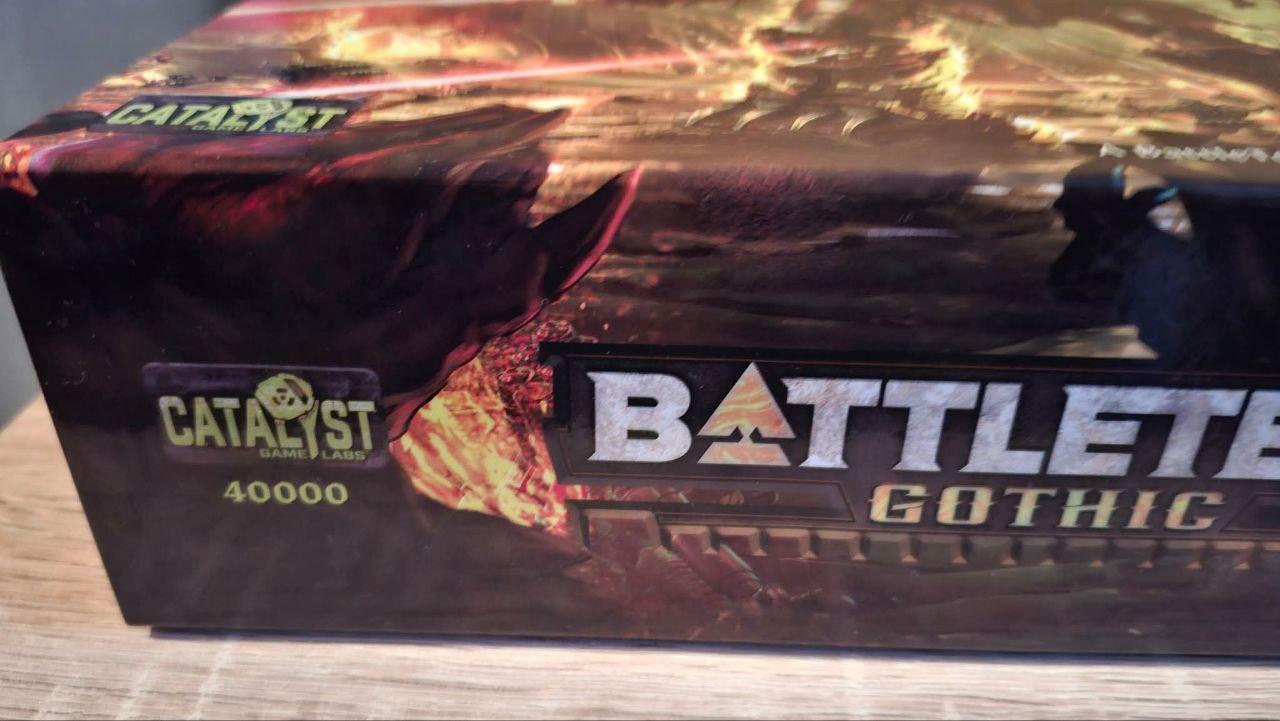 CATALYST
GAME LABS
CATALYST
GAME LABS
40000
BATTLETE
GOTHIC